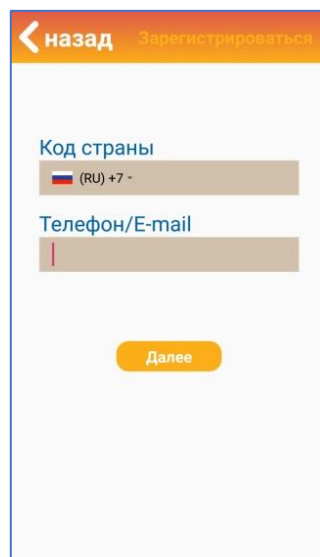 назад Зарегистрироваться
Код страны
(RU) +7
Телефон/E-mail
Далее